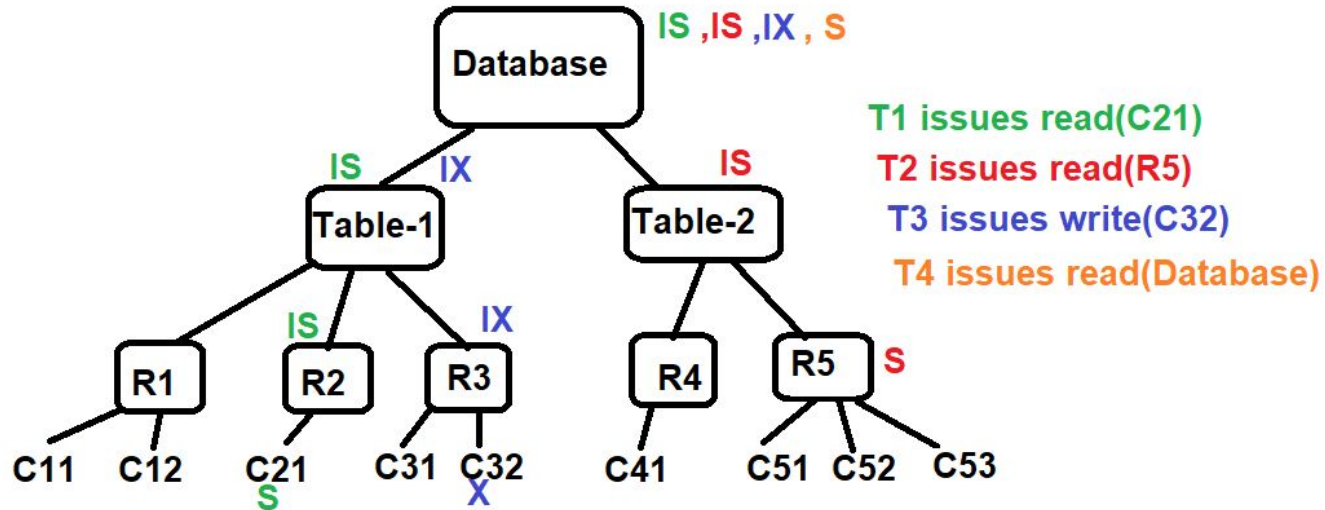 IS ,IS ,IX , S
Database
T1 issues read(C21)
IS IX IS
T2 issues read(R5)
Table-1 Table-2
T3 issues write(C32)
T4 issues read(Database)
IS IX
R1 R2 R3 R4 R5 S
C11 C12 C21 C31 C32 C41 C51 C52 C53
S X